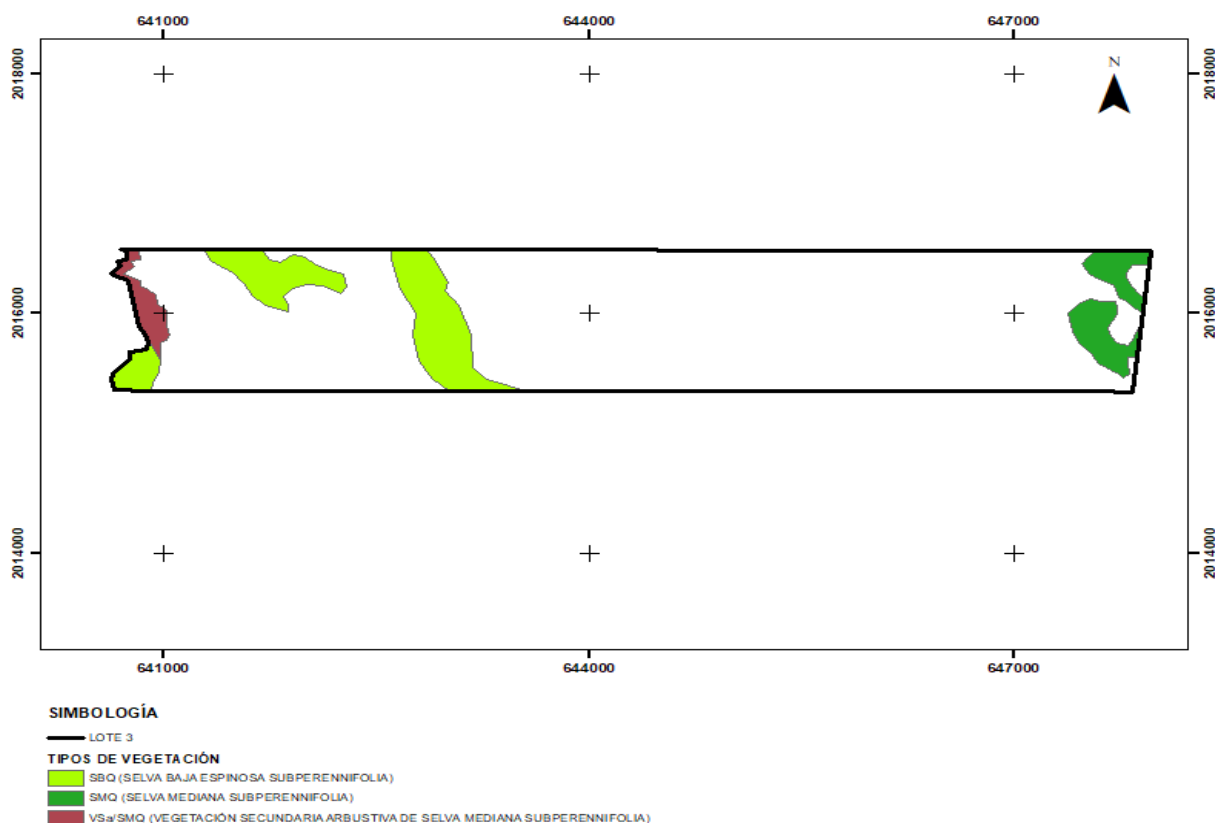 641000 644000 647000
2018000 2018000
N
2016000 2016000
2014000 2014000
641000 644000 647000
SIMBOLOGÍA
LOTE 3
TIPOS DE VEGETACIÓN
SBQ (SELVA BAJA ESPINOSA SUBPERENNIFOLIA)
SMQ (SELVA MEDIANA SUBPERENNIFOLIA)
VSa/SMQ (VEGETACIÓN SECUNDARIA ARBUSTIVA DE SELVA MEDIANA SUBPERENNIFOLIA)